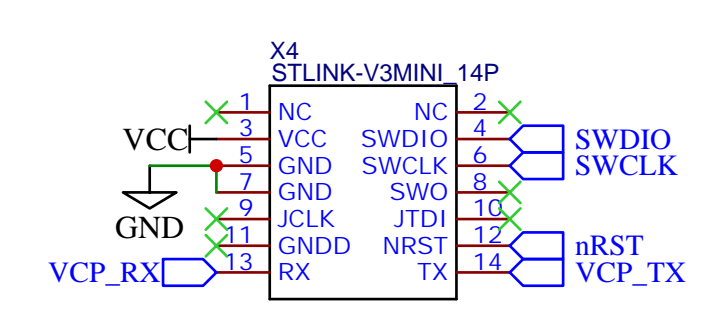 X4
STLINK-V3MINI_14P
1 NC NC 2
VCC 3 VCC SWDIO 4 SWDIO
5 GND SWCLK 6 SWCLK
7 GND SWO 8
GND 9 JCLK JTDI 10
11 GNDD NRST 12 nRST
VCP_RX 13 RX TX 14 VCP_TX